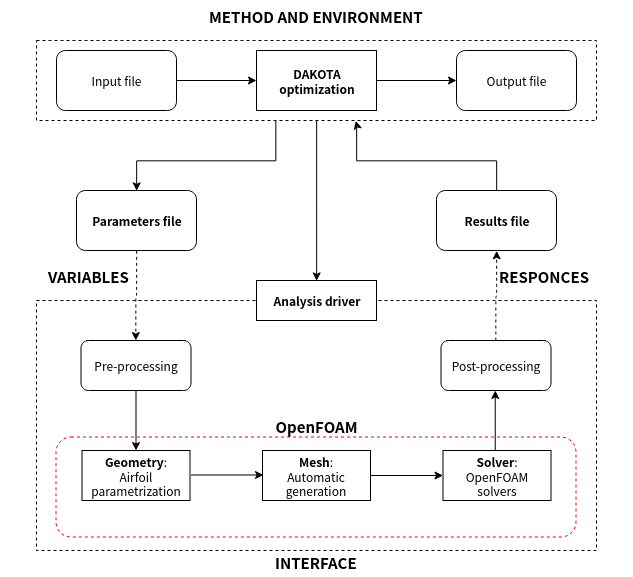 METHOD AND ENVIRONMENT
Input file
DAKOTA
optimization
Output file
Parameters file
Results file
VARIABLES
RESPONCES
Analysis driver
Pre-processing
Post-processing
OpenFOAM
Geometry:
Airfoil
parametrization
Mesh:
Automatic
generation
Solver:
OpenFOAM
solvers
INTERFACE